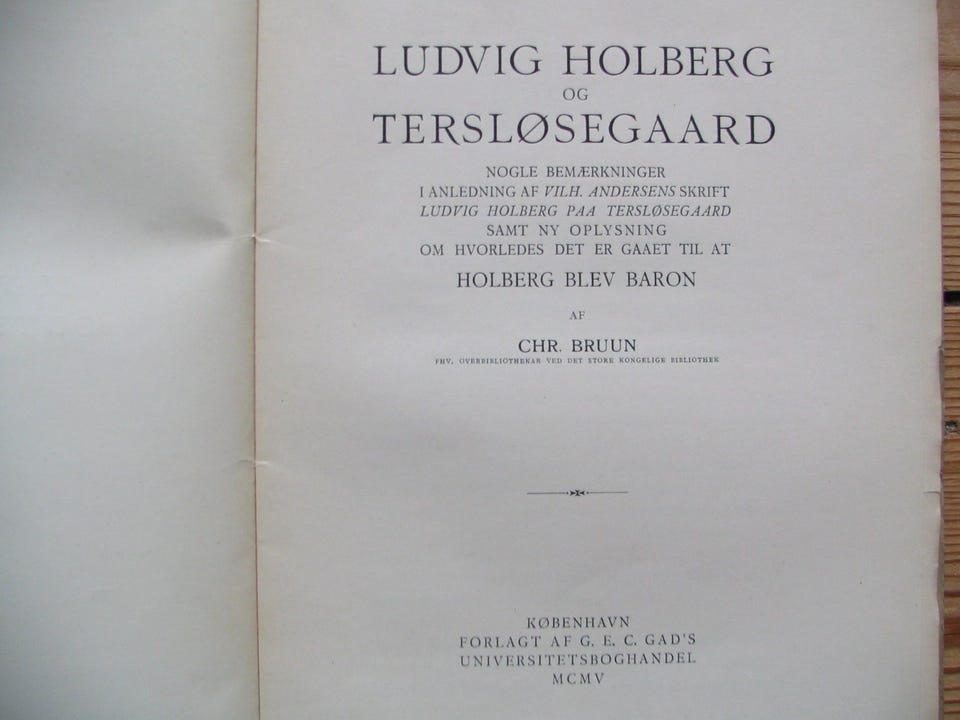 LUDVIG HOLBERG
OG
TERSLØSEGAARD
NOGLE BEMÆRKNINGER
I ANLEDNING AF VILH. ANDERSENS SKRIFT
LUDVIG HOLBERG PAA TERSLØSEGAARD
SAMT NY OPLYSNING
OM HVORLEDES DET ER GAAET TIL AT
HOLBERG BLEV BARON
AF
CHR. BRUUN
FHV. OVERBIBLIOTHEKAR VED DET STORE KONGELIGE BIBLIOTHEK
KØBENHAVN
FORLAGT AF G. E. C. GAD'S
UNIVERSITETSBOGHANDEL
MCMV